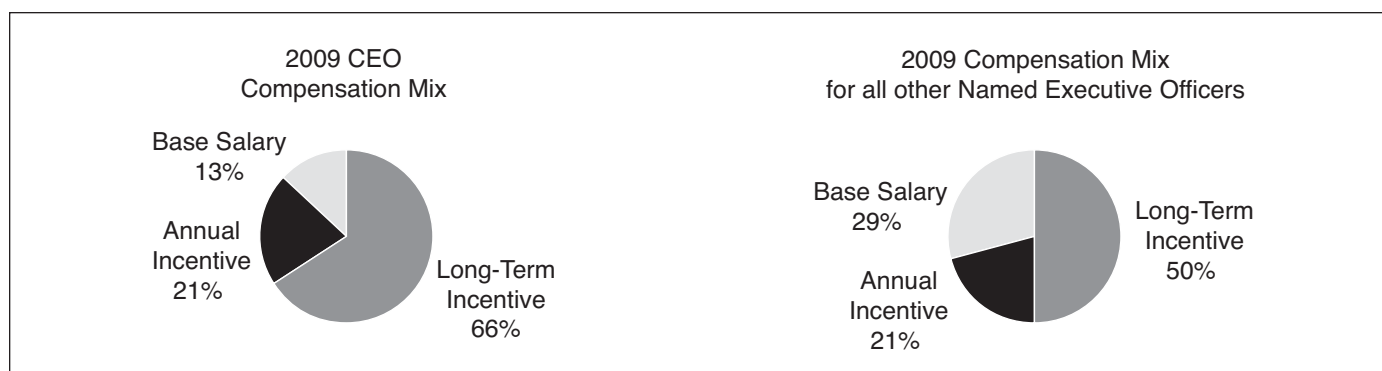 2009 CEO
Compensation Mix
Base Salary
13%
Annual
Incentive
21%
Long-Term
Incentive
66%
2009 Compensation Mix
for all other Named Executive Officers
Base Salary
29%
Annual
Incentive
21%
Long-Term
Incentive
50%